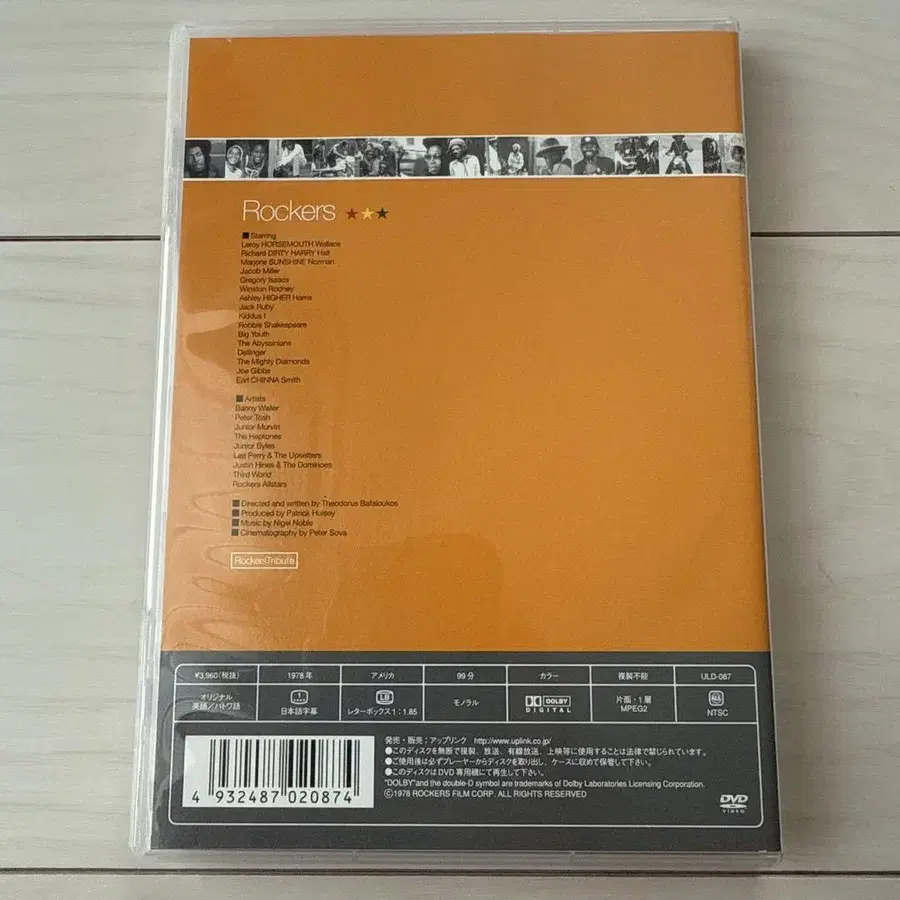 Rockers
Starring
Leroy HORSEMOUTH Wallace
Richard DIRTY HARRY Hall
Marjorie SUNSHINE Norman
Jacob Miller
Gregory Isaacs
Winston Rodney
Ashley HIGHER Harris
Jack Ruby
Kiddus I
Robbie Shakespeare
Big Youth
The Abyssinians
Dellinger
The Mighty Diamonds
Joe Gibbs
Earl CHINNA Smith
Artists
Bunny Wailer
Peter Tosh
Junior Murvin
The Heptones
Junior Byles
Lee Perry & The Upsetters
Justin Hines & The Dominoes
Third World
Rockers Allstars
Directed and written by Theodorus Bafaloukos
Produced by Patrick Hulsey
Music by Nigel Noble
Cinematography by Peter Sova
RockersTribute
¥3,960(税抜) 1978年 アメリカ 99分 カラー 複製不能 ULD-087
オリジナル
英語/パトワ語
1
日本語字幕
LB
レターボックス1:1.85
モノラル
DOLBY
DIGITAL
片面・1層
MPEG2
NTSC
発売・販売:アップリンク http://www.uplink.co.jp/
●このディスクを無断で複製、放送、有線放送、上映等に使用することは法律で禁じられています。
●ご使用後は必ずプレーヤーからディスクを取り出し、ケースに収めて保管して下さい。
●このディスクはDVD専用機にて再生して下さい。
"DOLBY"and the double-D symbol are trademarks of Dolby Laboratories Licensing Corporation.
©1978 ROCKERS FILM CORP. ALL RIGHTS RESERVED
4 932487 020874
DVD
VIDEO